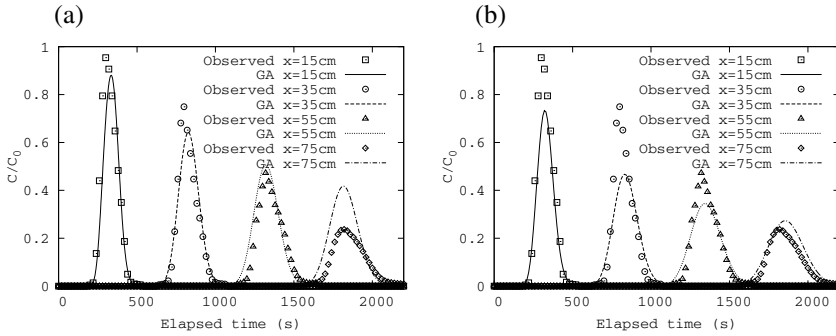 (a)
(b)
1
0.8
0.6
0.4
0.2
0
C/C0
0 500 1000 1500 2000
Elapsed time (s)
Observed x=15cm
GA x=15cm
Observed x=35cm
GA x=35cm
Observed x=55cm
GA x=55cm
Observed x=75cm
GA x=75cm
1
0.8
0.6
0.4
0.2
0
C/C0
0 500 1000 1500 2000
Elapsed time (s)
Observed x=15cm
GA x=15cm
Observed x=35cm
GA x=35cm
Observed x=55cm
GA x=55cm
Observed x=75cm
GA x=75cm